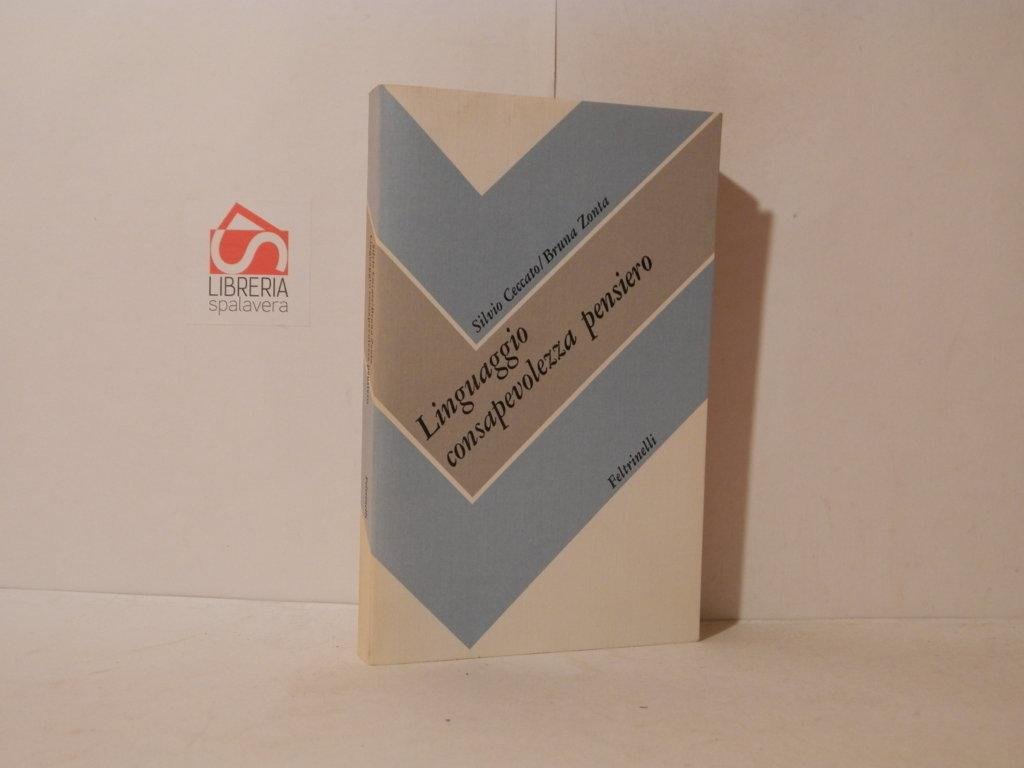 LIBRERIA
spalavera
Silvio Ceccato/Bruna Zonta
Linguaggio
consapevolezza pensiero
Feltrinelli